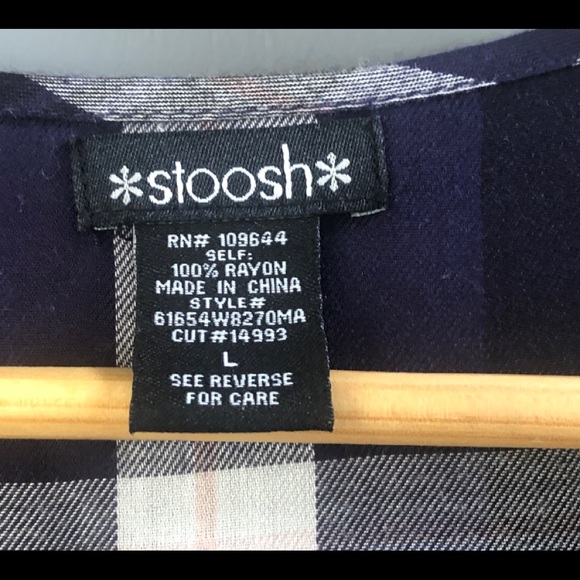 *stoosh*
RN# 109644
SELF:
100% RAYON
MADE IN CHINA
STYLE#
61654W8270MA
CUT#14993
L
SEE REVERSE
FOR CARE